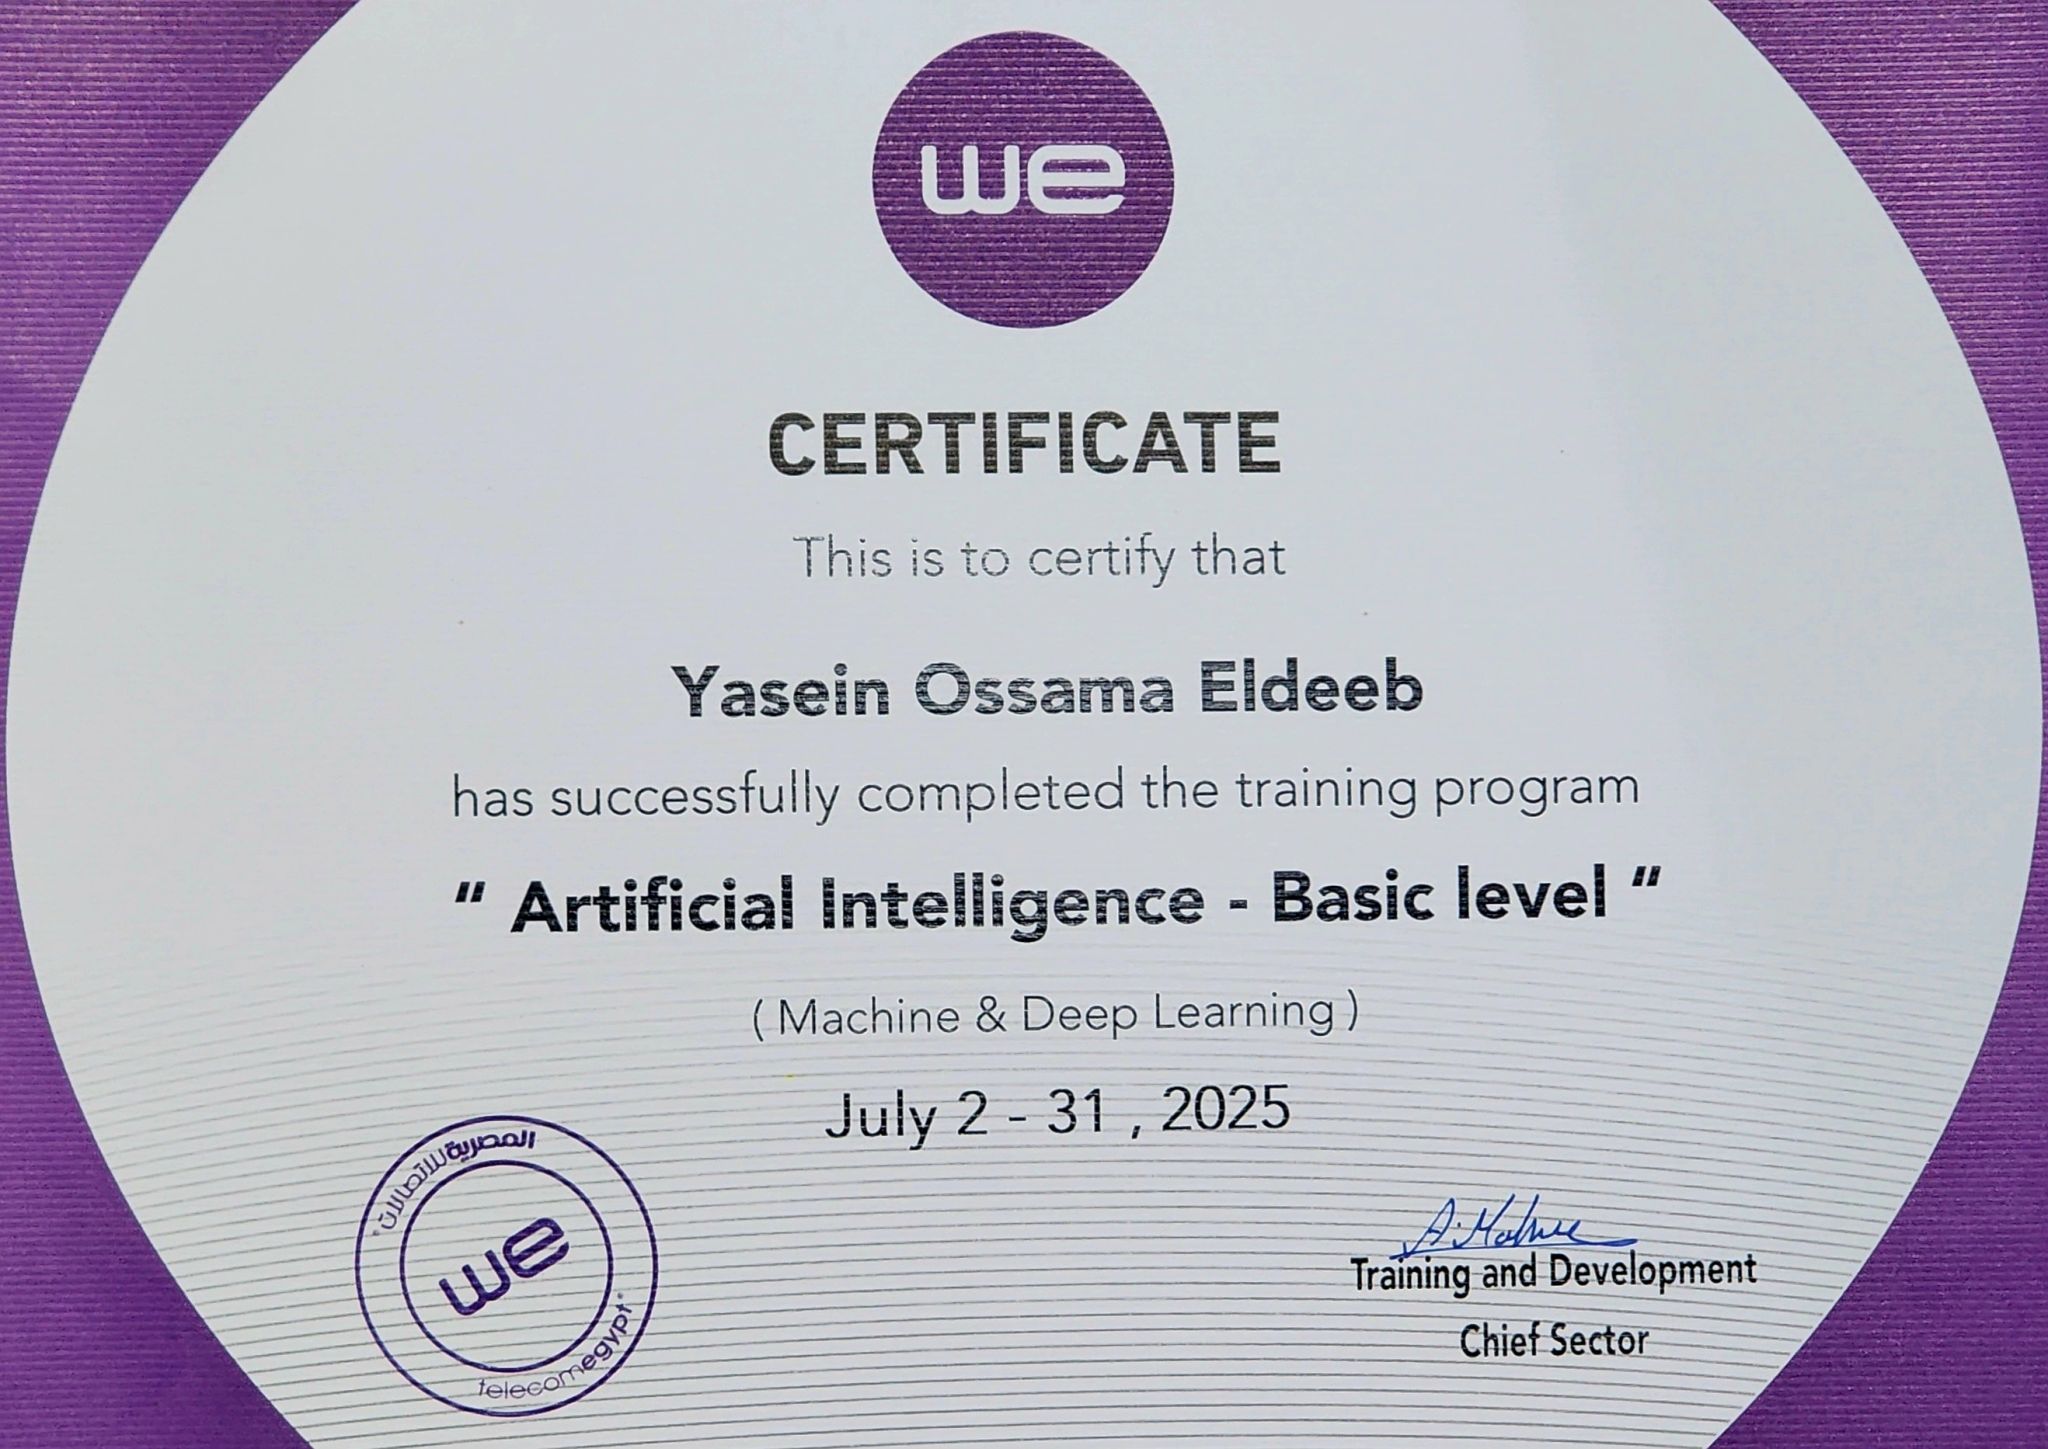 we
CERTIFICATE
This is to certify that
Yasein Ossama Eldeeb
has successfully completed the training program
" Artificial Intelligence - Basic level "
( Machine & Deep Learning )
July 2 - 31 , 2025
المصرية للاتصالات
we
telecomegypt
Training and Development
Chief Sector